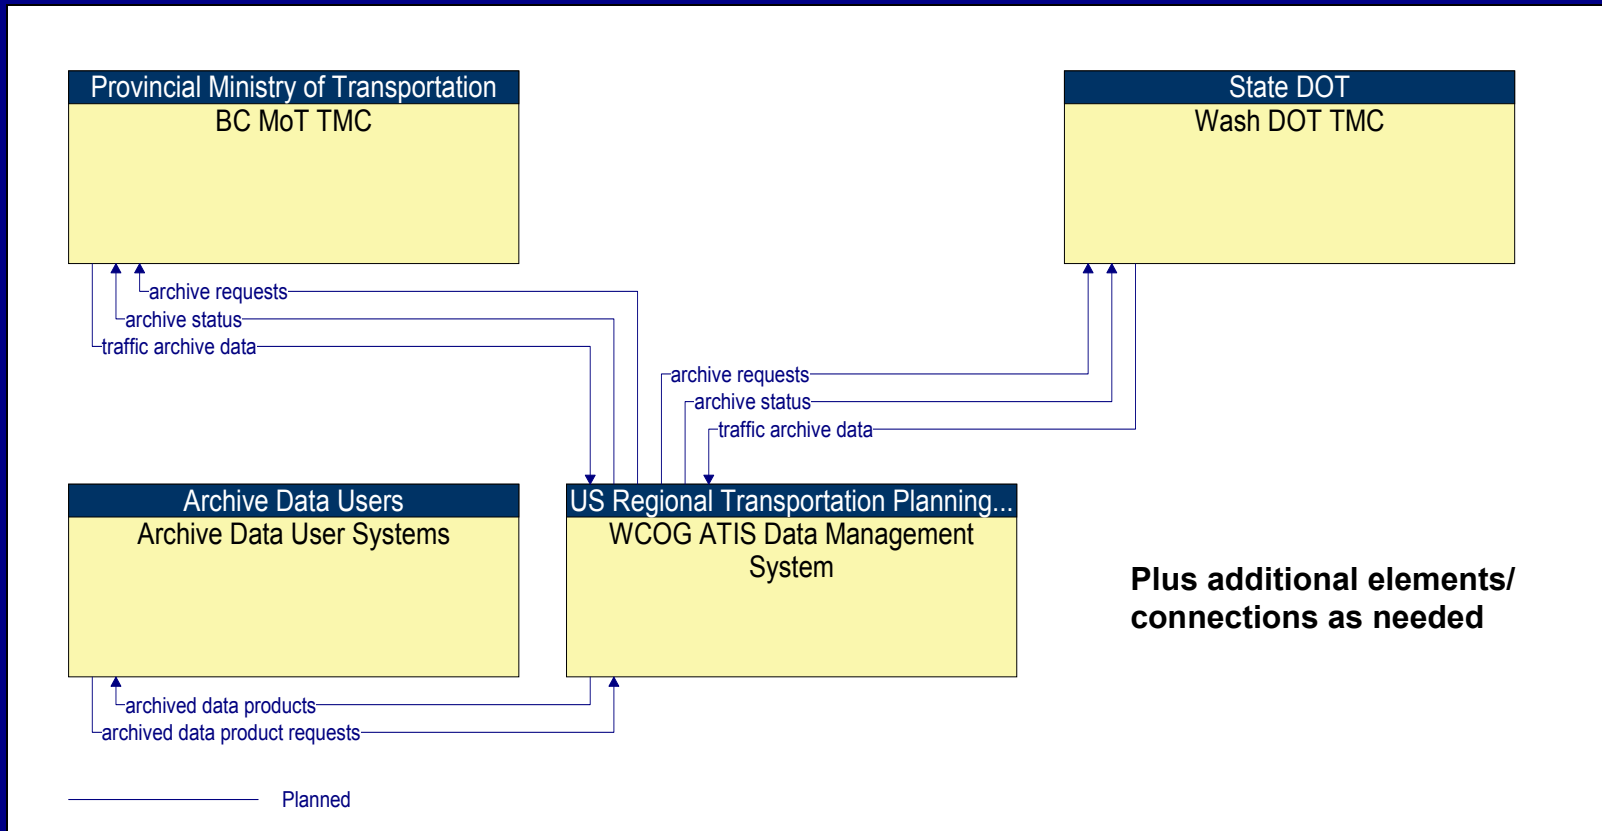 Provincial Ministry of Transportation
BC MoT TMC
State DOT
Wash DOT TMC
archive requests
archive status
traffic archive data
archive requests
archive status
traffic archive data
Archive Data Users
Archive Data User Systems
US Regional Transportation Planning...
WCOG ATIS Data Management
System
Plus additional elements/
connections as needed
archived data products
archived data product requests
Planned